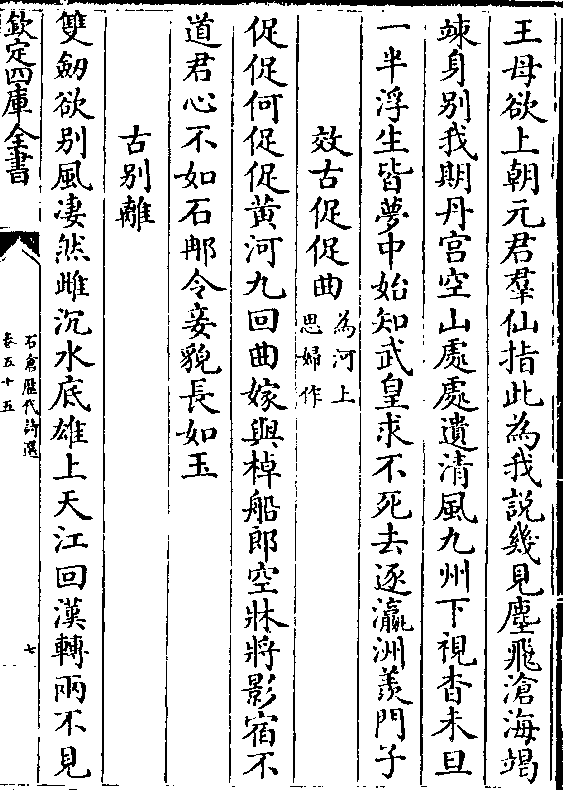 王母欲上朝元君羣仙指此為我說幾見塵飛滄海竭
竦身别我期丹宫空山處處遺清風九州下視杳未旦
一半浮生皆夢中始知武皇求不死去逐瀛洲羨門子
效古促促曲為河上思婦作
促促何促促黄河九回曲嫁與棹船郎空牀將影宿不
道君心不如石那令妾貌長如玉
古别離
雙劒欲别風凄然雌沉水底雄上天江回漢轉兩不見
欽定四庫全書
石倉歷代詩選
卷五十五
七